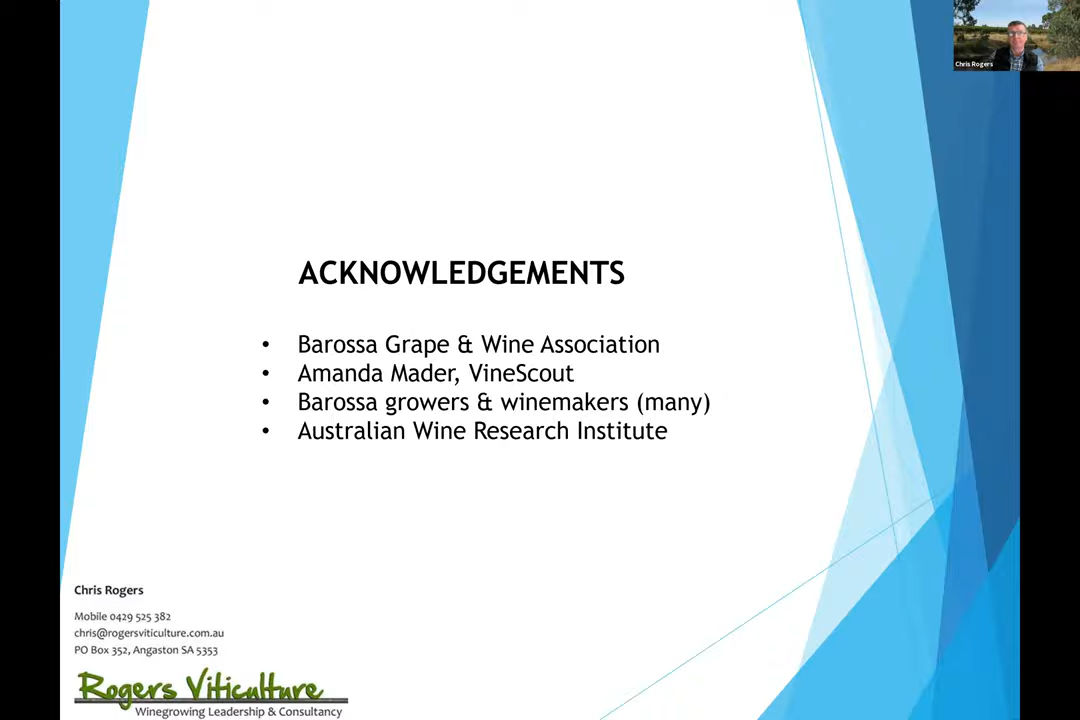 Chris Rogers
ACKNOWLEDGEMENTS
• Barossa Grape & Wine Association
• Amanda Mader, VineScout
• Barossa growers & winemakers (many)
• Australian Wine Research Institute
Chris Rogers
Mobile 0429 525 382
chris@rogersviticulture.com.au
PO Box 352, Angaston SA 5353
Rogers Viticulture
Winegrowing Leadership & Consultancy